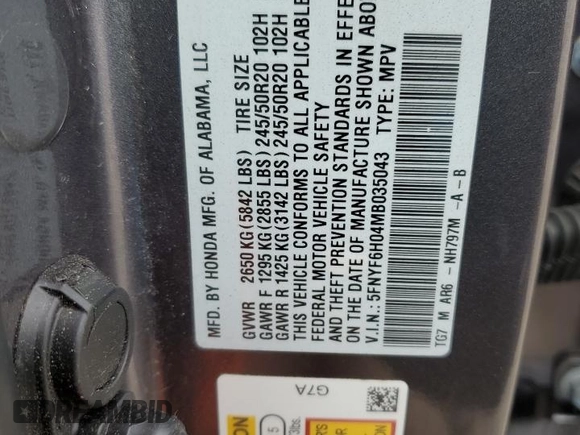 MFD. BY HONDA MFG. OF ALABAMA, LLC
GVWR 2650 KG(5842 LBS) TIRE SIZE
GAWR F 1295 KG(2855 LBS)245/50R20 102H
GAWR R 1425 KG(3142 LBS)245/50R20 102H
THIS VEHICLE CONFORMS TO ALL APPLICABLE
FEDERAL MOTOR VEHICLE SAFETY
AND THEFT PREVENTION STANDARDS IN EFFE
ON THE DATE OF MANUFACTURE SHOWN ABO
V.I.N.: 5FNYF6H04MB035043 TYPE: MPV
TG7 M AR6 - NH797M -A-B
G7A
DREAMBID